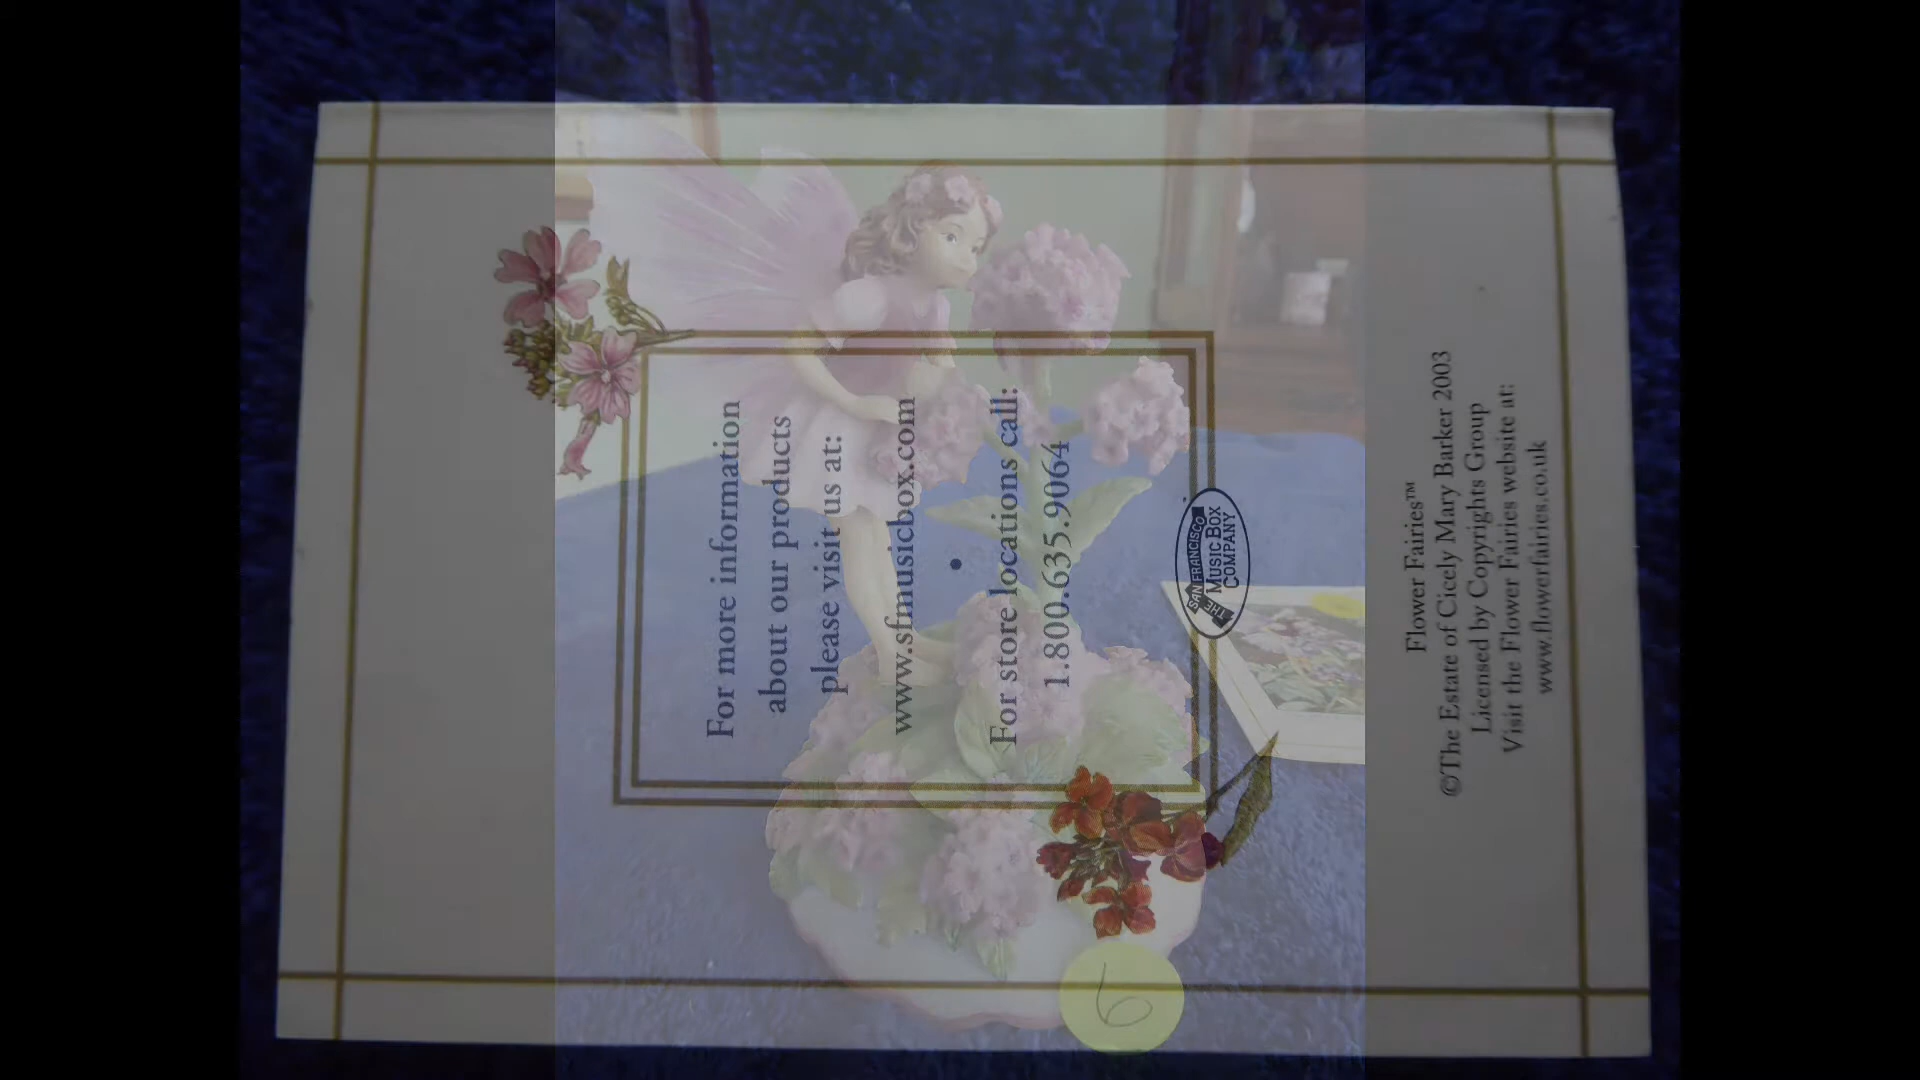 For more information
about our products
please visit us at:
www.sfmusicbox.com
•
For store locations call:
1.800.635.9064
THE
SAN FRANCISCO
MUSIC BOX
COMPANY
Flower Fairies™
©The Estate of Cicely Mary Barker 2003
Licensed by Copyrights Group
Visit the Flower Fairies website at:
www.flowerfairies.co.uk
6